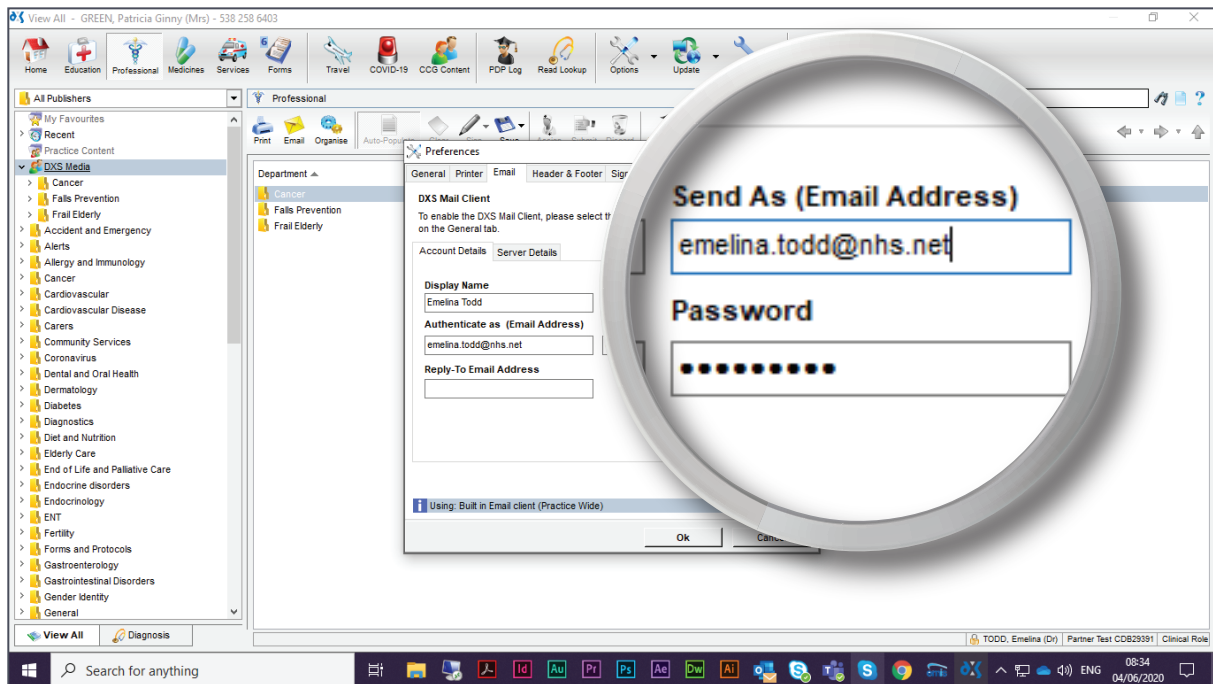 View All - GREEN, Patricia Ginny (Mrs) - 538 258 6403
Home Education Professional Medicines Services Forms Travel COVID-19 CCG Content PDP Log Read Lookup Options Update
6
All Publishers
Professional
My Favourites
Recent
Practice Content
DXS Media
Cancer
Falls Prevention
Frail Elderly
Accident and Emergency
Alerts
Allergy and Immunology
Cancer
Cardiovascular
Cardiovascular Disease
Carers
Community Services
Coronavirus
Dental and Oral Health
Dermatology
Diabetes
Diagnostics
Diet and Nutrition
Elderly Care
End of Life and Palliative Care
Endocrine disorders
Endocrinology
ENT
Fertility
Forms and Protocols
Gastroenterology
Gastrointestinal Disorders
Gender Identity
General
View All Diagnosis
Print Email Organise
Department
Cancer
Falls Prevention
Frail Elderly
Preferences
General Printer Email Header & Footer
DXS Mail Client
To enable the DXS Mail Client, please select
on the General tab.
Account Details Server Details
Display Name
Emelina Todd
Authenticate as (Email Address)
emelina.todd@nhs.net
Reply-To Email Address
Using: Built in Email client (Practice Wide)
Ok
Send As (Email Address)
emelina.todd@nhs.net
Password
TODD, Emelina (Dr) Partner Test CDB29391 Clinical Role
Search for anything
Id Au Pr Ps Ae Dw Ai
ENG
08:34
04/06/2020